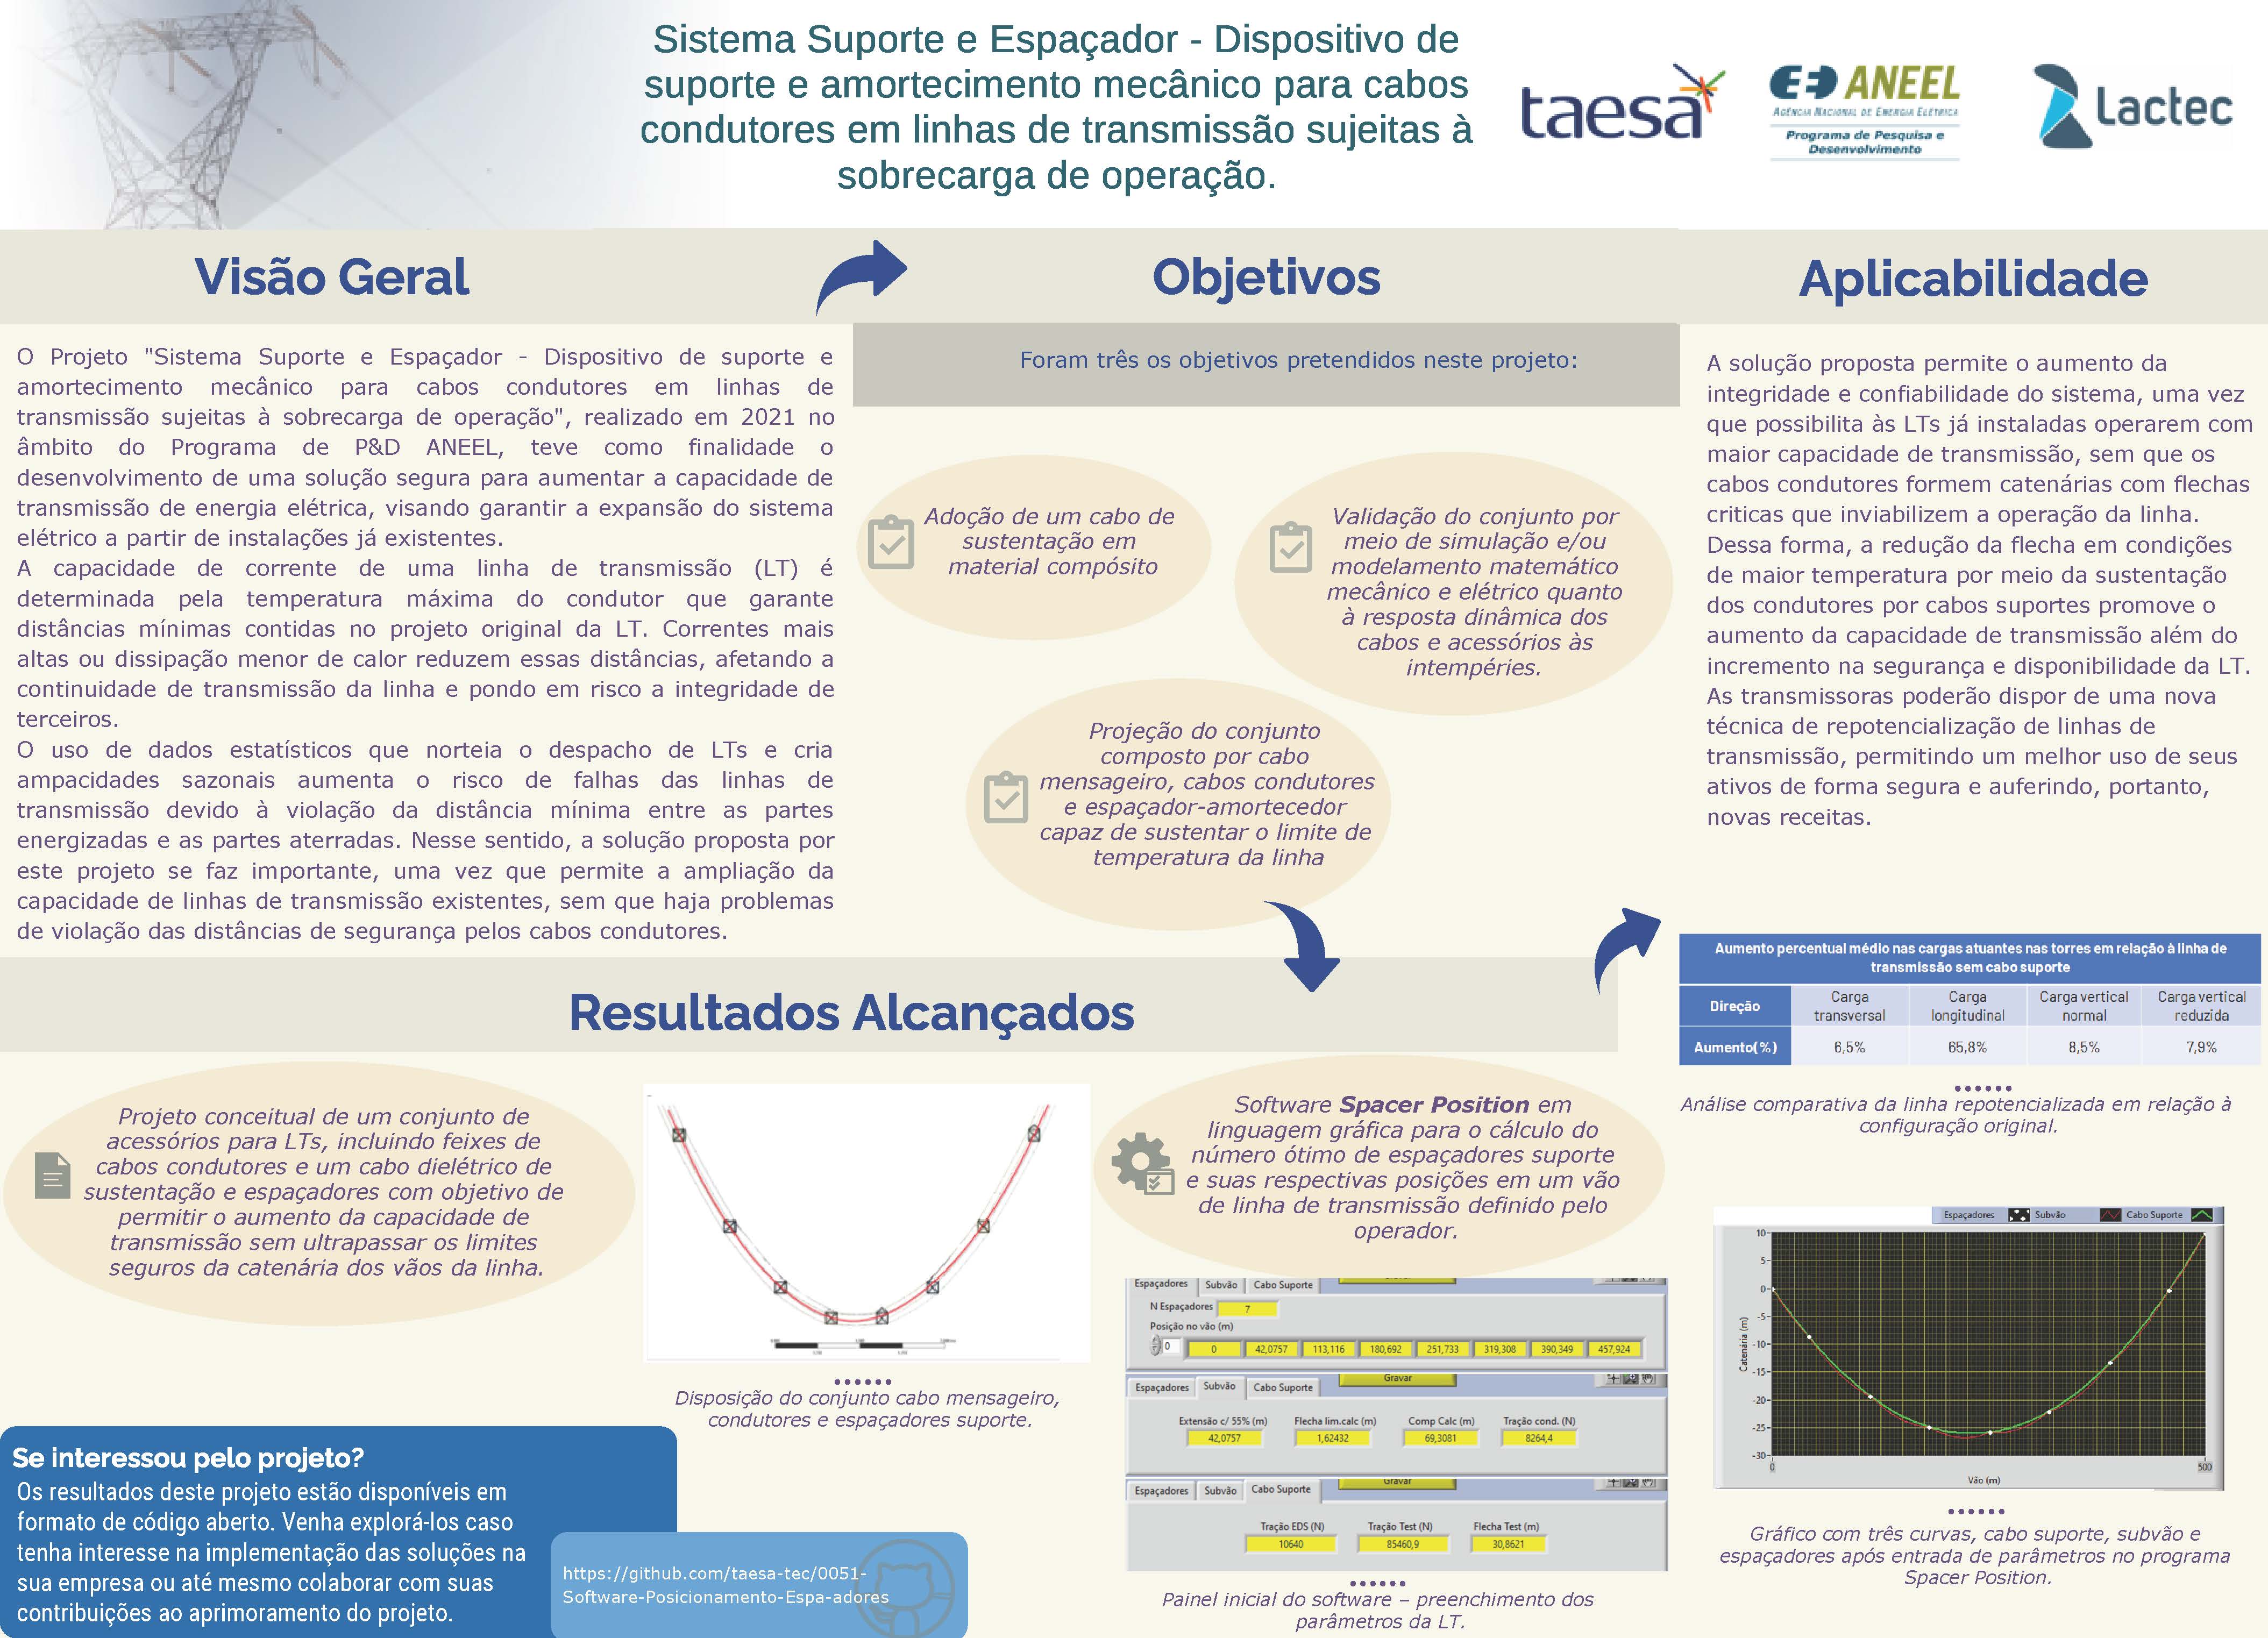 Sistema Suporte e Espaçador - Dispositivo de
suporte e amortecimento mecânico para cabos
condutores em linhas de transmissão sujeitas à
sobrecarga de operação.
taesa
ANEEL
AGÊNCIA NACIONAL DE ENERGIA ELÉTRICA
Programa de Pesquisa e
Desenvolvimento
Lactec
Visão Geral
O Projeto "Sistema Suporte e Espaçador - Dispositivo de suporte e
amortecimento mecânico para cabos condutores em linhas de
transmissão sujeitas à sobrecarga de operação", realizado em 2021 no
âmbito do Programa de P&D ANEEL, teve como finalidade o
desenvolvimento de uma solução segura para aumentar a capacidade de
transmissão de energia elétrica, visando garantir a expansão do sistema
elétrico a partir de instalações já existentes.
A capacidade de corrente de uma linha de transmissão (LT) é
determinada pela temperatura máxima do condutor que garante
distâncias mínimas contidas no projeto original da LT. Correntes mais
altas ou dissipação menor de calor reduzem essas distâncias, afetando a
continuidade de transmissão da linha e pondo em risco a integridade de
terceiros.
O uso de dados estatísticos que norteia o despacho de LTs e cria
ampacidades sazonais aumenta o risco de falhas das linhas de
transmissão devido à violação da distância mínima entre as partes
energizadas e as partes aterradas. Nesse sentido, a solução proposta por
este projeto se faz importante, uma vez que permite a ampliação da
capacidade de linhas de transmissão existentes, sem que haja problemas
de violação das distâncias de segurança pelos cabos condutores.
Objetivos
Foram três os objetivos pretendidos neste projeto:
Adoção de um cabo de
sustentação em
material compósito
Validação do conjunto por
meio de simulação e/ou
modelamento matemático
mecânico e elétrico quanto
à resposta dinâmica dos
cabos e acessórios às
intempéries.
Projeção do conjunto
composto por cabo
mensageiro, cabos condutores
e espaçador-amortecedor
capaz de sustentar o limite de
temperatura da linha
Aplicabilidade
A solução proposta permite o aumento da
integridade e confiabilidade do sistema, uma vez
que possibilita às LTs já instaladas operarem com
maior capacidade de transmissão, sem que os
cabos condutores formem catenárias com flechas
criticas que inviabilizem a operação da linha.
Dessa forma, a redução da flecha em condições
de maior temperatura por meio da sustentação
dos condutores por cabos suportes promove o
aumento da capacidade de transmissão além do
incremento na segurança e disponibilidade da LT.
As transmissoras poderão dispor de uma nova
técnica de repotencialização de linhas de
transmissão, permitindo um melhor uso de seus
ativos de forma segura e auferindo, portanto,
novas receitas.
Aumento percentual médio nas cargas atuantes nas torres em relação à linha de
transmissão sem cabo suporte
Direção Carga transversal Carga longitudinal Carga vertical normal Carga vertical reduzida
Aumento(%) 6,5% 65,8% 8,5% 7,9%
Análise comparativa da linha repotencializada em relação à
configuração original.
Resultados Alcançados
Projeto conceitual de um conjunto de
acessórios para LTs, incluindo feixes de
cabos condutores e um cabo dielétrico de
sustentação e espaçadores com objetivo de
permitir o aumento da capacidade de
transmissão sem ultrapassar os limites
seguros da catenária dos vãos da linha.
Disposição do conjunto cabo mensageiro,
condutores e espaçadores suporte.
Software Spacer Position em
linguagem gráfica para o cálculo do
número ótimo de espaçadores suporte
e suas respectivas posições em um vão
de linha de transmissão definido pelo
operador.
Espaçadores Subvão Cabo Suporte
N Espaçadores 7
Posição no vão (m)
0 0 42,0757 113,116 180,692 251,733 319,308 390,349 457,924
Espaçadores Subvão Cabo Suporte Gravar
Extensão c/ 55% (m) Flecha lim.calc (m) Comp Calc (m) Tração cond. (N)
42,0757 1,62432 69,3081 8264,4
Espaçadores Subvão Cabo Suporte Gravar
Tração EDS (N) Tração Test (N) Flecha Test (m)
10640 85460,9 30,8621
Painel inicial do software – preenchimento dos
parâmetros da LT.
Espaçadores Subvão Cabo Suporte
Catenária (m)
10
5
0
-5
-10
-15
-20
-25
-30
0 500
Vão (m)
Gráfico com três curvas, cabo suporte, subvão e
espaçadores após entrada de parâmetros no programa
Spacer Position.
Se interessou pelo projeto?
Os resultados deste projeto estão disponíveis em
formato de código aberto. Venha explorá-los caso
tenha interesse na implementação das soluções na
sua empresa ou até mesmo colaborar com suas
contribuições ao aprimoramento do projeto.
https://github.com/taesa-tec/0051-
Software-Posicionamento-Espa-adores